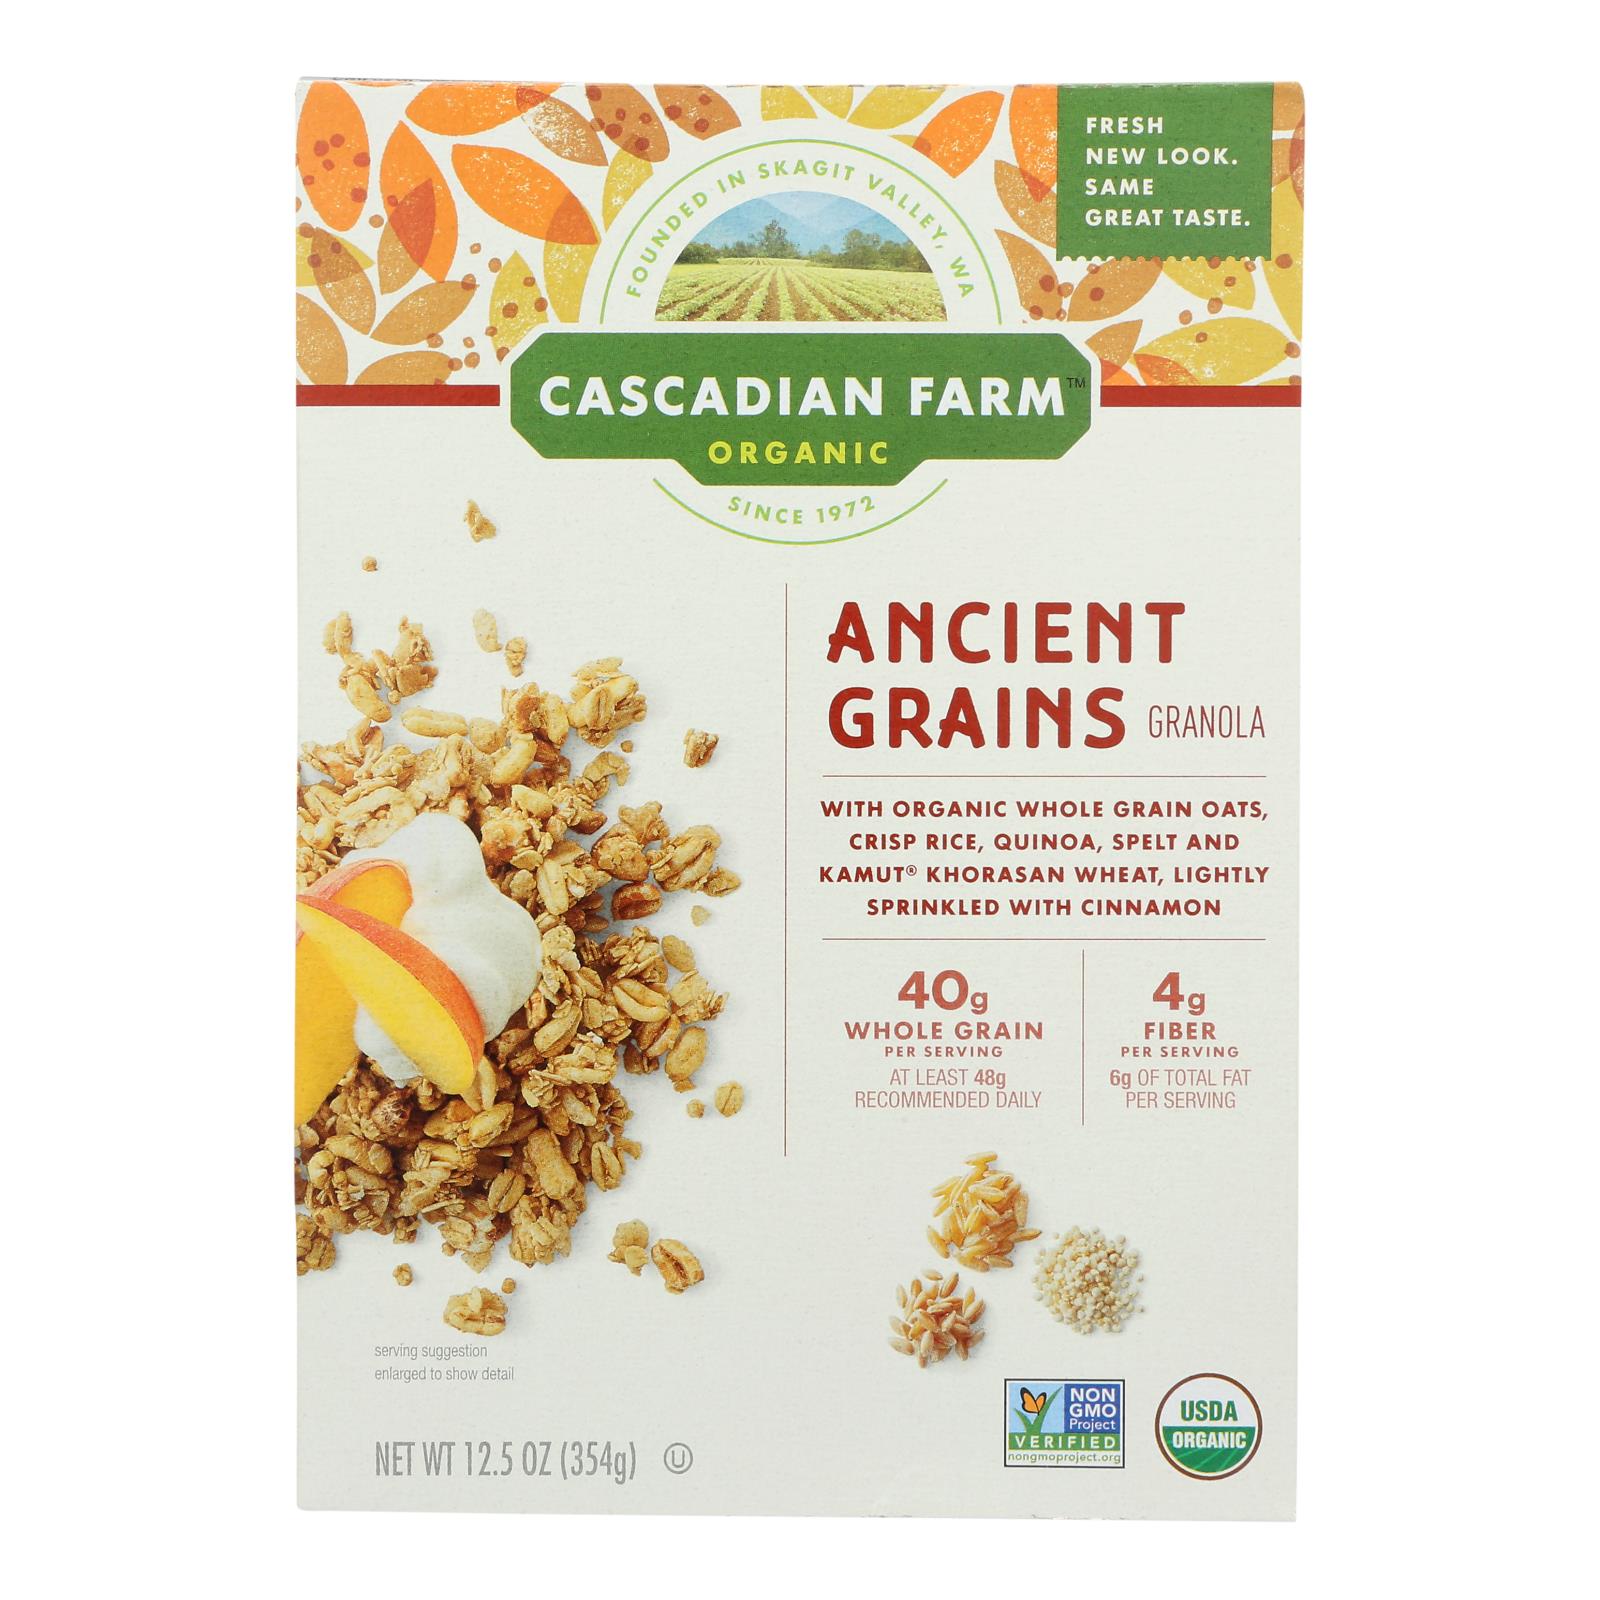 FRESH
NEW LOOK.
SAME
GREAT TASTE.
FOUNDED IN SKAGIT VALLEY, WA
CASCADIAN FARM™
ORGANIC
SINCE 1972
ANCIENT
GRAINS GRANOLA
WITH ORGANIC WHOLE GRAIN OATS,
CRISP RICE, QUINOA, SPELT AND
KAMUT® KHORASAN WHEAT, LIGHTLY
SPRINKLED WITH CINNAMON
40g
WHOLE GRAIN
PER SERVING
AT LEAST 48g
RECOMMENDED DAILY
4g
FIBER
PER SERVING
6g OF TOTAL FAT
PER SERVING
serving suggestion
enlarged to show detail
NET WT 12.5 OZ (354g) U
NON
GMO
Project
VERIFIED
nongmoproject.org
USDA
ORGANIC